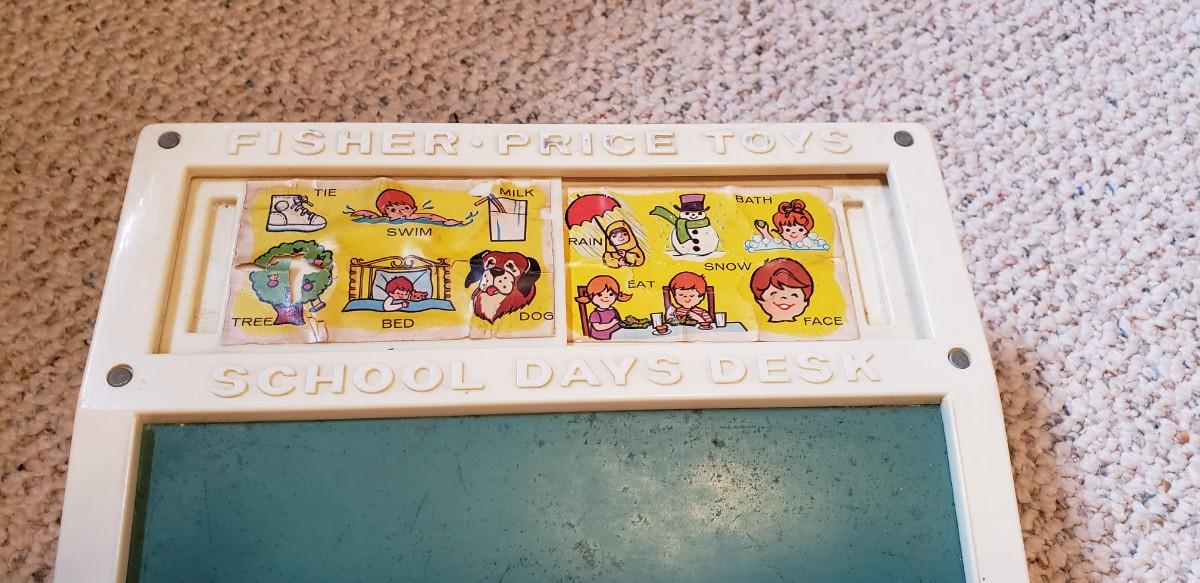 FISHER-PRICE TOYS
TIE
SWIM
MILK
TREE
BED
DOG
RAIN
SNOW
BATH
EAT
FACE
SCHOOL DAYS DESK